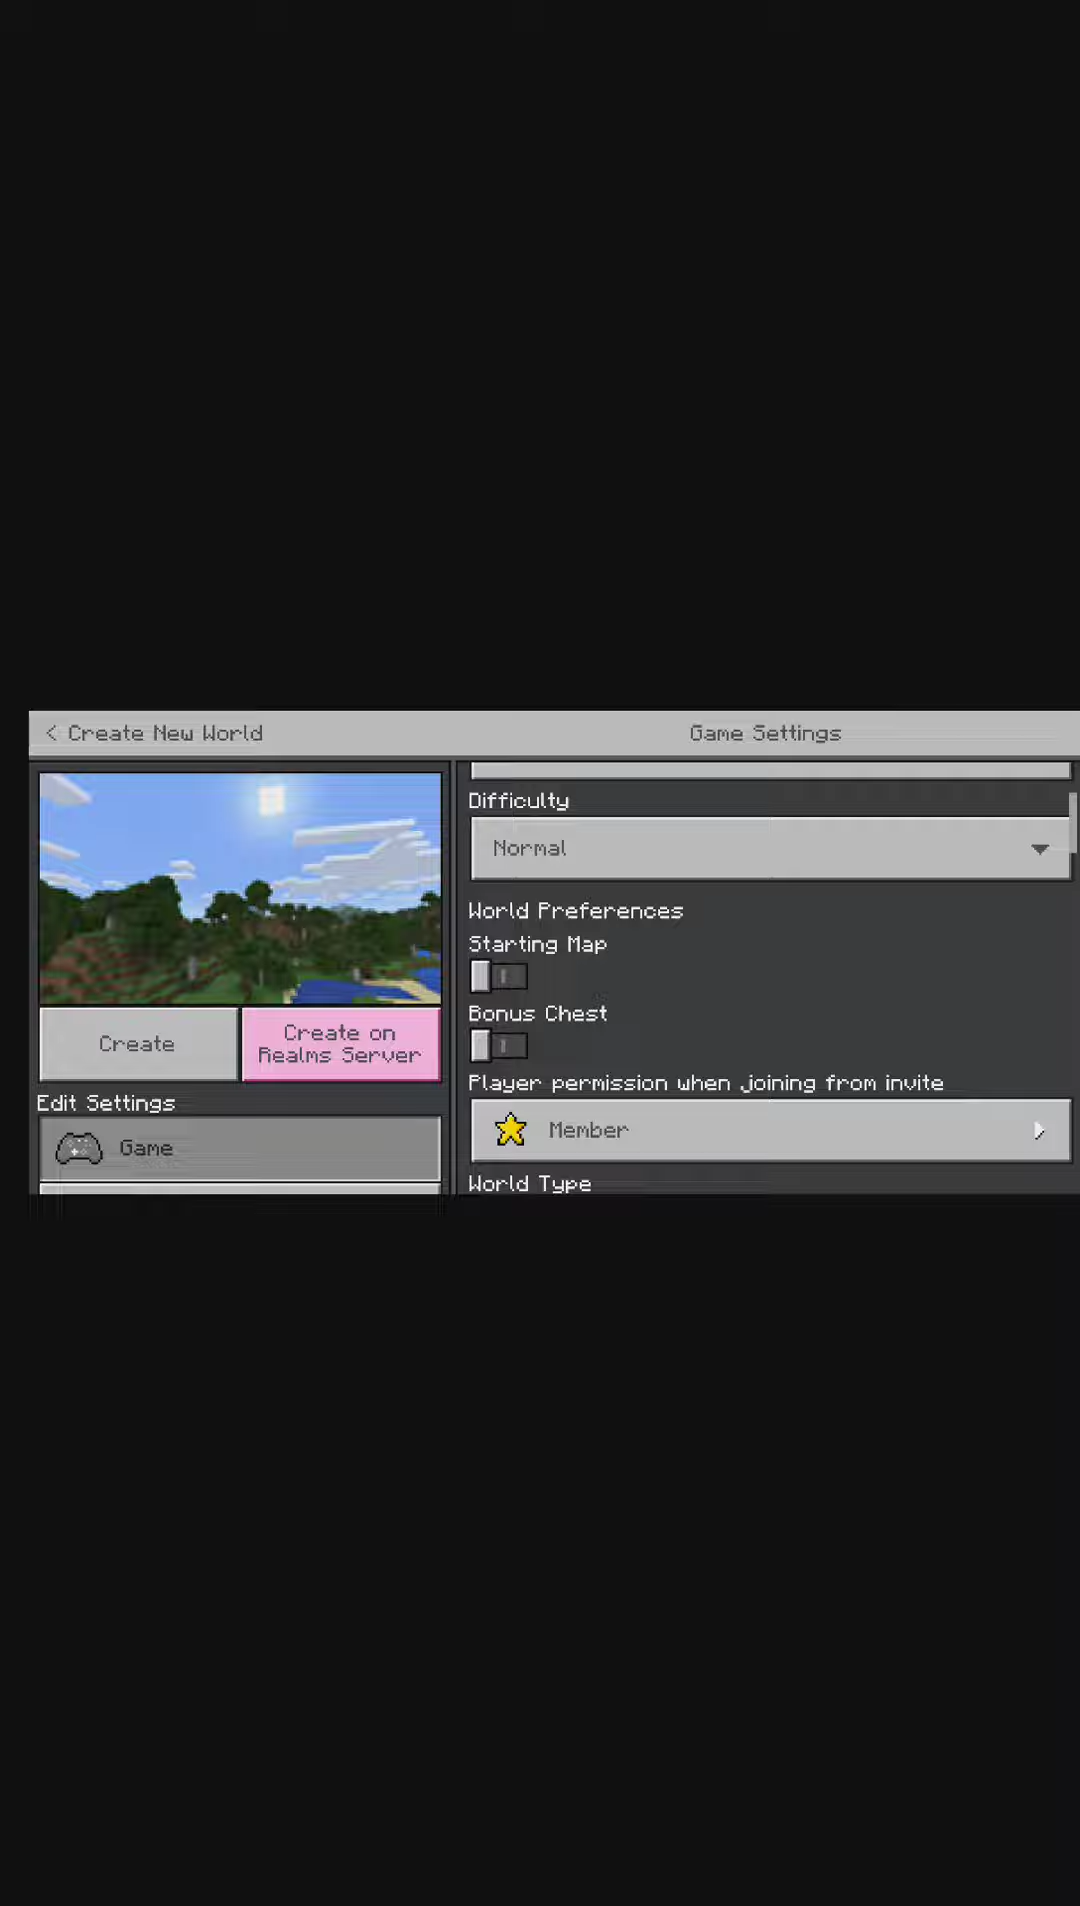 < Create New World
Game Settings
Create
Create on
Realms Server
Edit Settings
Game
Difficulty
Normal
World Preferences
Starting Map
Bonus Chest
Player permission when joining from invite
Member
World Type